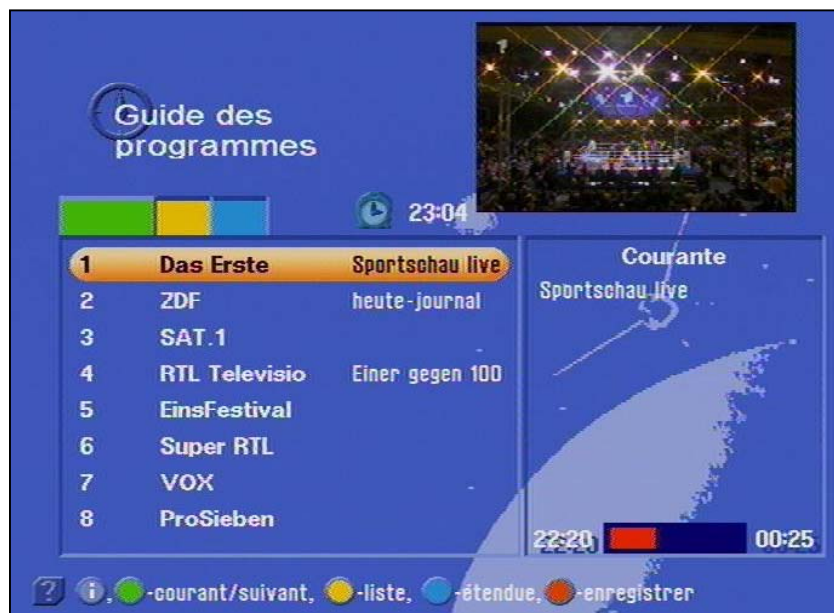 Guide des
programmes
23:04
1 Das Erste Sportschau live
2 ZDF heute-journal
3 SAT.1
4 RTL Televisio Einer gegen 100
5 EinsFestival
6 Super RTL
7 VOX
8 ProSieben
Courante
Sportschau live
22:20 00:25
? i, -courant/suivant, -liste, -étendue, -enregistrer